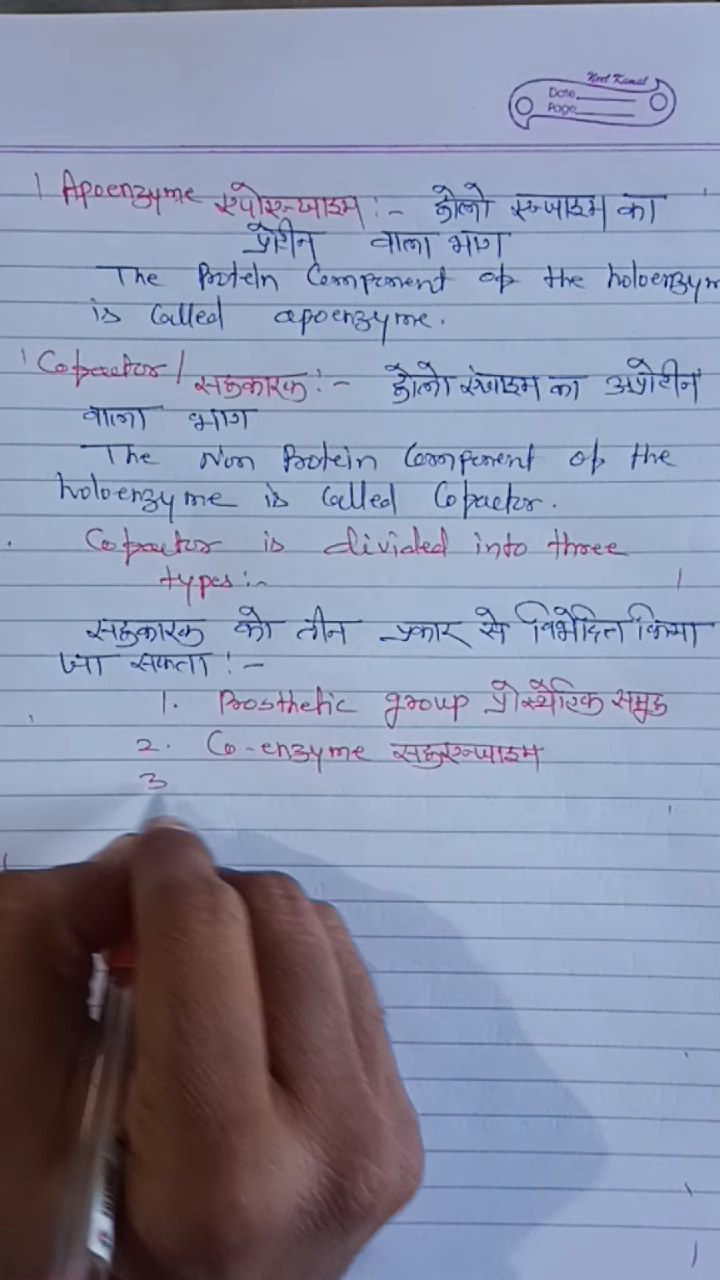 Neel Kamal
Date
Page
Apoenzyme एपोएन्जाइम :- होलो एन्जाइम का
प्रोटीन वाला भाग
The Protein Component of the holoenzym
is Called apoenzyme.
Cofactor / सहकारक :- होलो एंजाइम का अप्रोटीन
वाला भाग
The Non Protein Component of the
holoenzyme is Called Cofactor.
Cofactor is divided into three
types :-
सहकारक को तीन प्रकार से विभेदित किया
जा सकता :-
1. Prosthetic group प्रोस्थैटिक समूह
2. Co-enzyme सहएन्जाइम
3